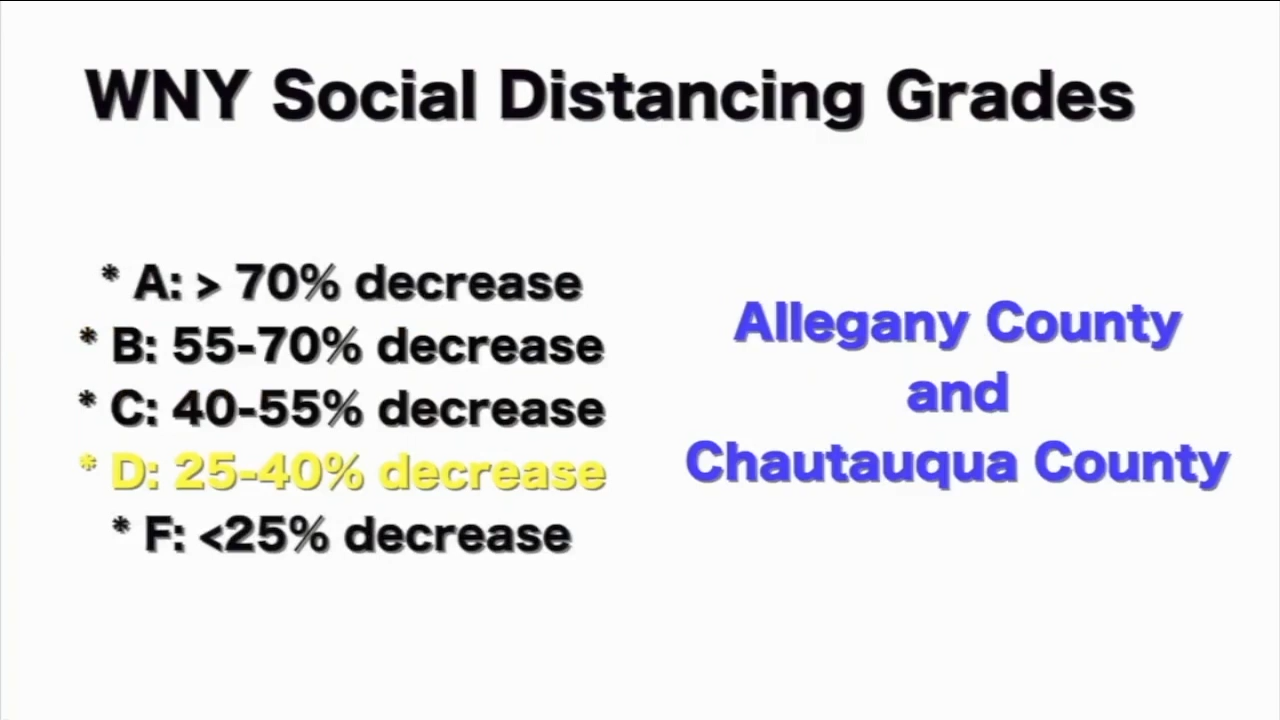 WNY Social Distancing Grades
* A: > 70% decrease
* B: 55-70% decrease
* C: 40-55% decrease
* D: 25-40% decrease
* F: <25% decrease
Allegany County
and
Chautauqua County